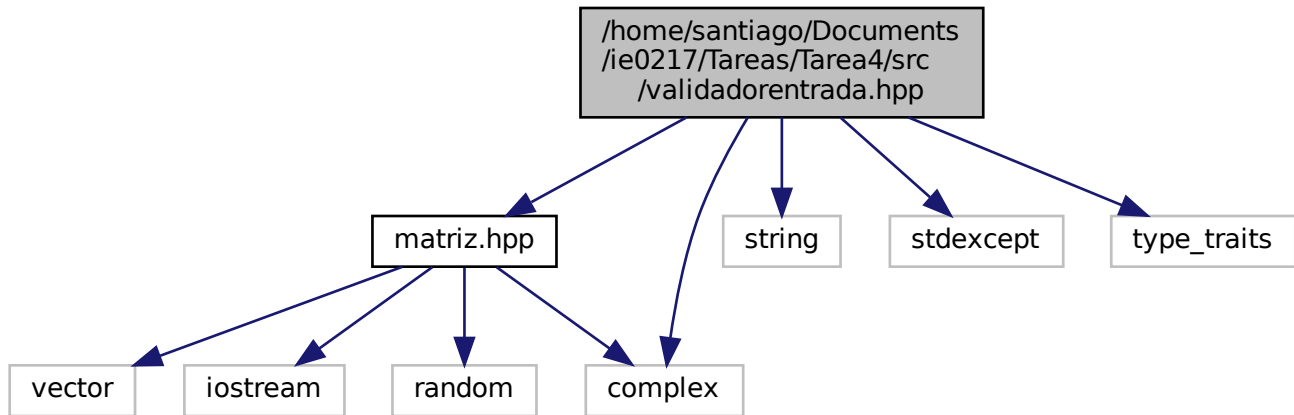 /home/santiago/Documents
/ie0217/Tareas/Tarea4/src
/validadorentrada.hpp
matriz.hpp
string
stdexcept
type_traits
vector
iostream
random
complex